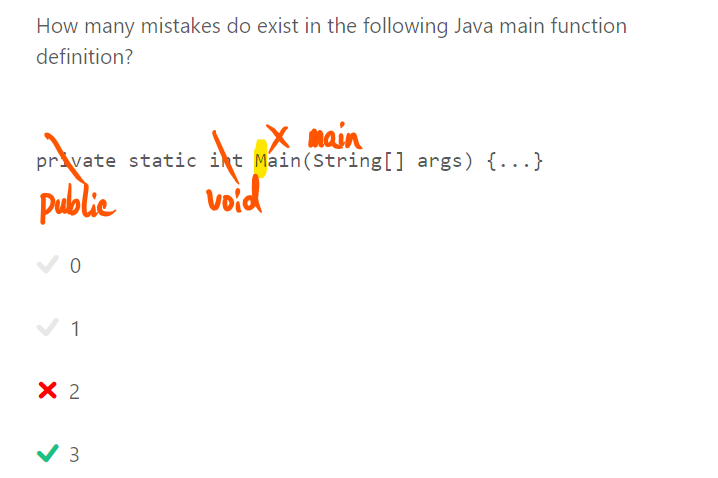 How many mistakes do exist in the following Java main function
definition?
x main
private static int Main(String[] args) {...}
public void
0
1
2
3